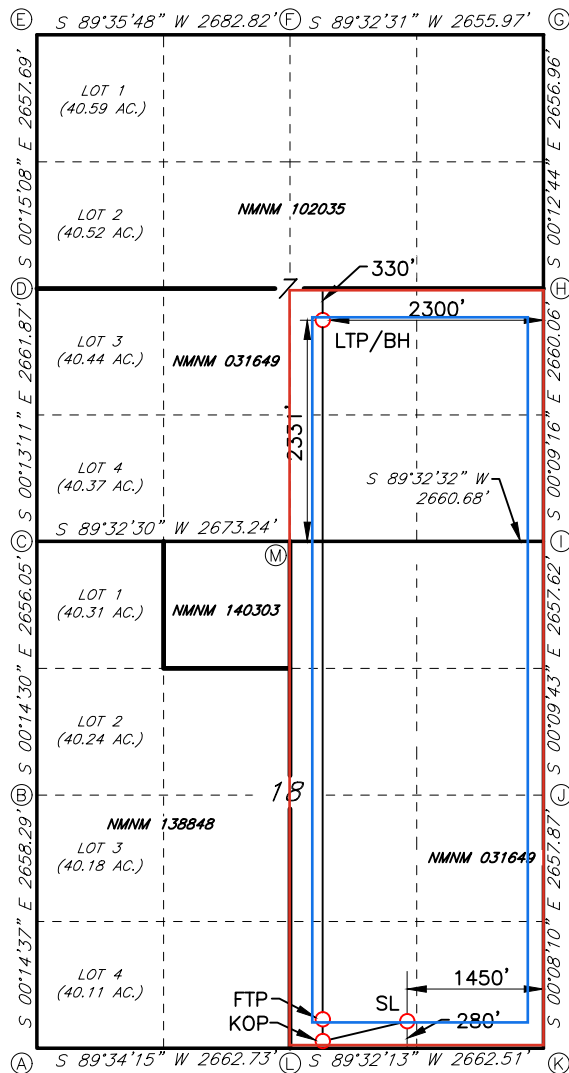 E
S 89°35'48" W 2682.82'
F
S 89°32'31" W 2655.97'
G
S 00°15'08" E 2657.69'
LOT 1
(40.59 AC.)
S 00°12'44" E 2656.96'
LOT 2
(40.52 AC.)
NMNM 102035
330'
D
7
H
2300'
LTP/BH
S 00°13'11" E 2661.87'
LOT 3
(40.44 AC.)
NMNM 031649
2331'
S 00°09'16" E 2660.06'
LOT 4
(40.37 AC.)
S 89°32'32" W
2660.68'
S 89°32'30" W 2673.24'
C
M
I
S 00°14'30" E 2656.05'
LOT 1
(40.31 AC.)
NMNM 140303
S 00°09'43" E 2657.62'
LOT 2
(40.24 AC.)
B
18
J
NMNM 138848
S 00°14'37" E 2658.29'
LOT 3
(40.18 AC.)
NMNM 031649
S 00°08'10" E 2657.87'
LOT 4
(40.11 AC.)
1450'
FTP
SL
KOP
280'
A
S 89°34'15" W 2662.73'
L
S 89°32'13" W 2662.51'
K